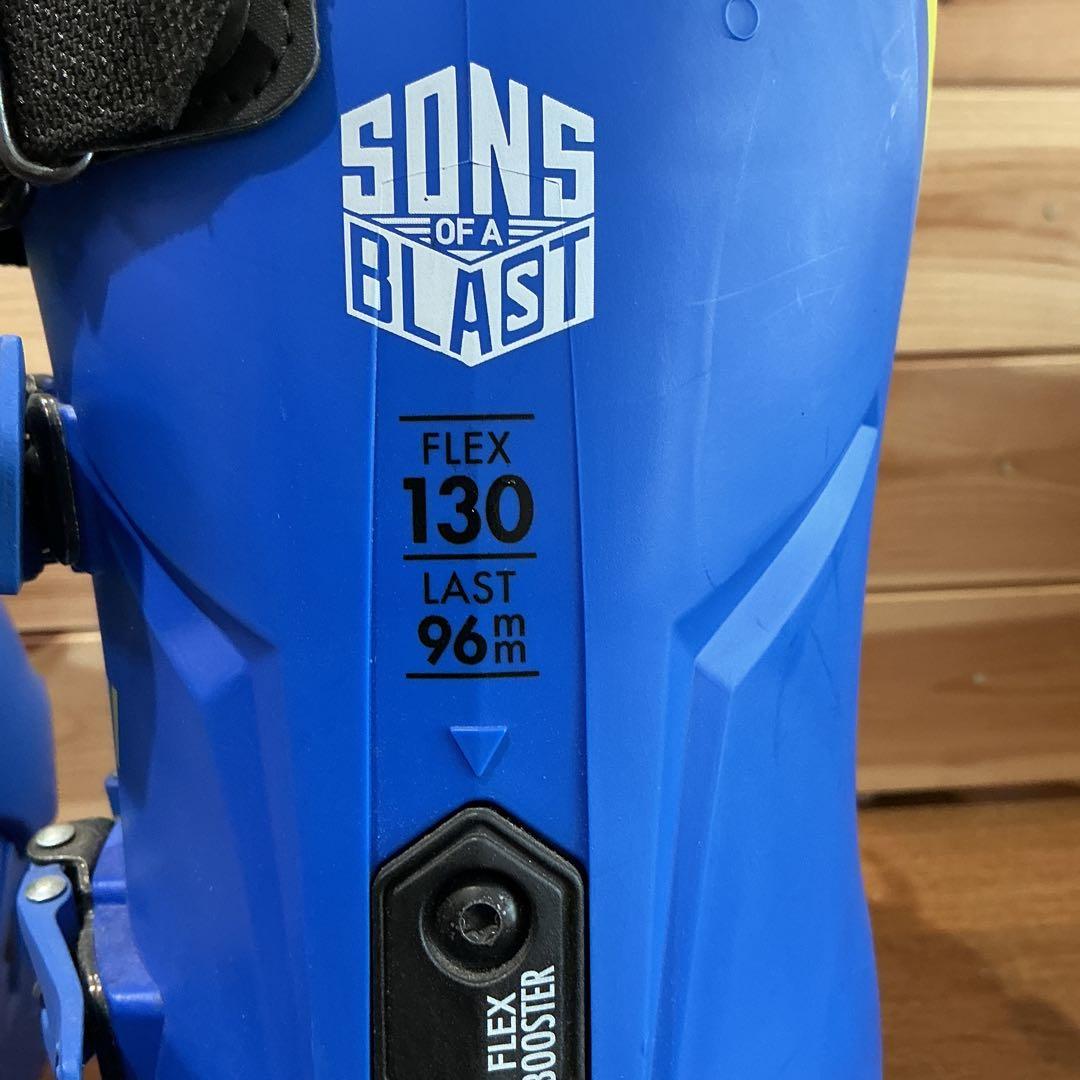 SONS
OF A
BLAST
FLEX
130
LAST
96mm
FLEX
BOOSTER